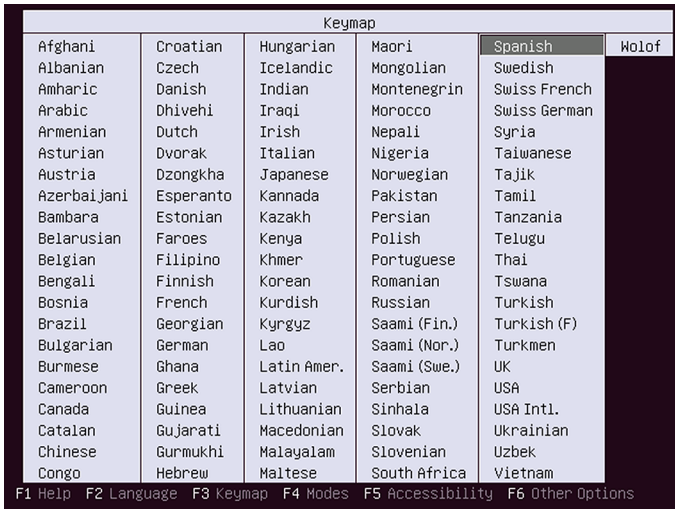 Keymap
Afghani Croatian Hungarian Maori Spanish Wolof
Albanian Czech Icelandic Mongolian Swedish
Amharic Danish Indian Montenegrin Swiss French
Arabic Dhivehi Iraqi Morocco Swiss German
Armenian Dutch Irish Nepali Syria
Asturian Dvorak Italian Nigeria Taiwanese
Austria Dzongkha Japanese Norwegian Tajik
Azerbaijani Esperanto Kannada Pakistan Tamil
Bambara Estonian Kazakh Persian Tanzania
Belarusian Faroes Kenya Polish Telugu
Belgian Filipino Khmer Portuguese Thai
Bengali Finnish Korean Romanian Tswana
Bosnia French Kurdish Russian Turkish
Brazil Georgian Kyrgyz Saami (Fin.) Turkish (F)
Bulgarian German Lao Saami (Nor.) Turkmen
Burmese Ghana Latin Amer. Saami (Swe.) UK
Cameroon Greek Latvian Serbian USA
Canada Guinea Lithuanian Sinhala USA Intl.
Catalan Gujarati Macedonian Slovak Ukrainian
Chinese Gurmukhi Malayalam Slovenian Uzbek
Congo Hebrew Maltese South Africa Vietnam
F1 Help F2 Language F3 Keymap F4 Modes F5 Accessibility F6 Other Options